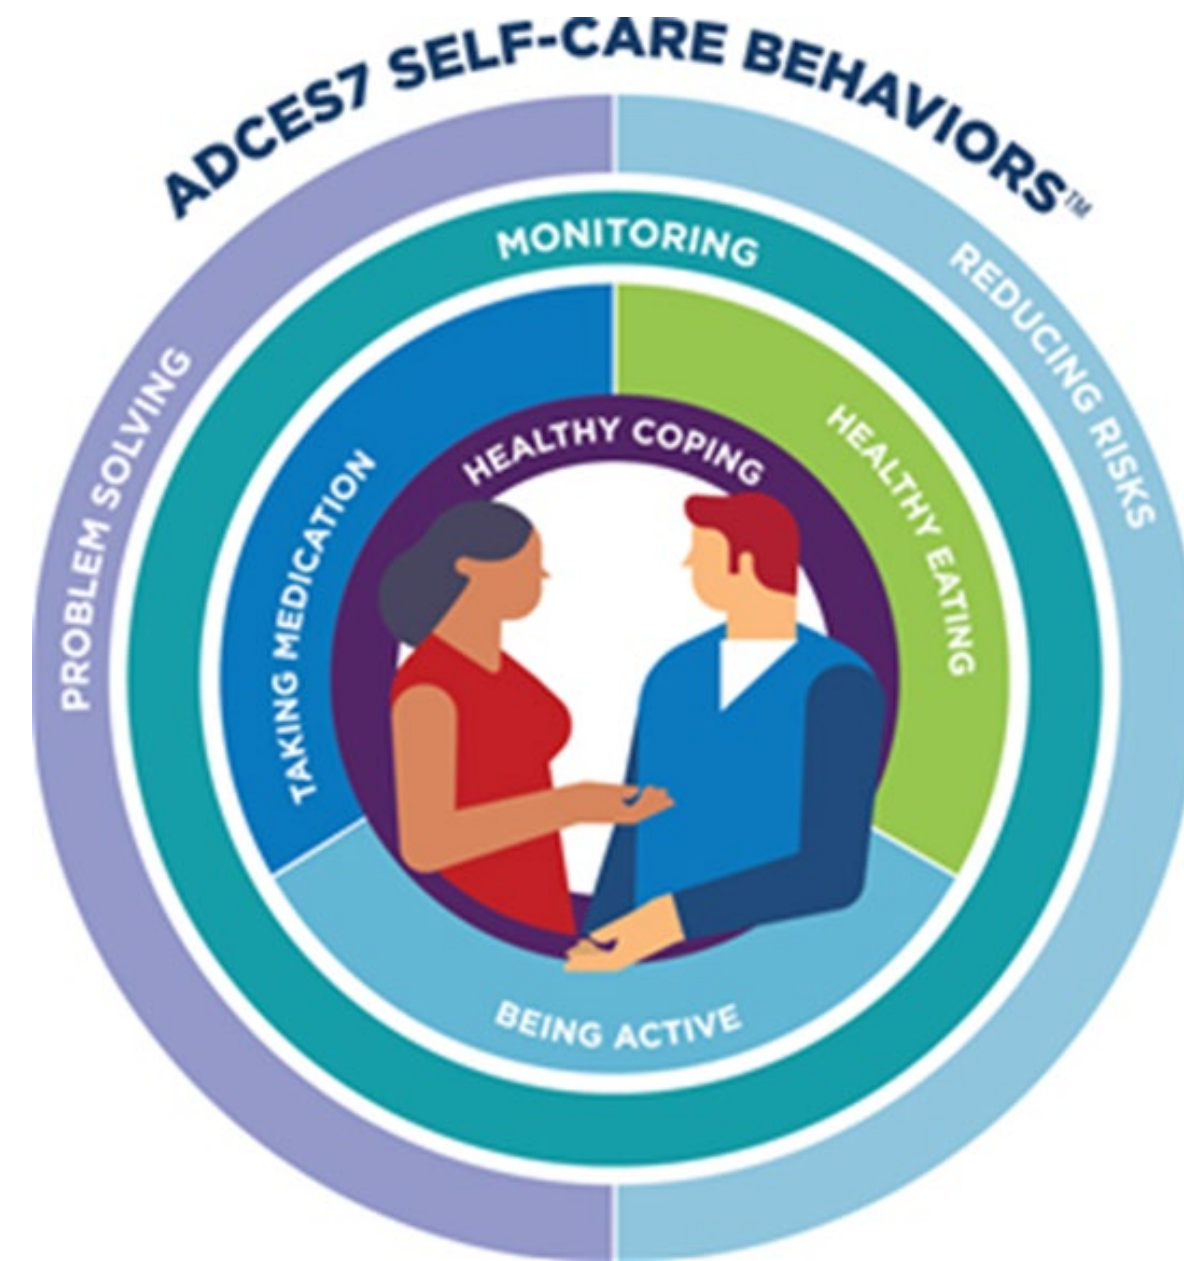 ADCES7 SELF-CARE BEHAVIORS™
PROBLEM SOLVING
REDUCING RISKS
MONITORING
TAKING MEDICATION
HEALTHY EATING
HEALTHY COPING
BEING ACTIVE